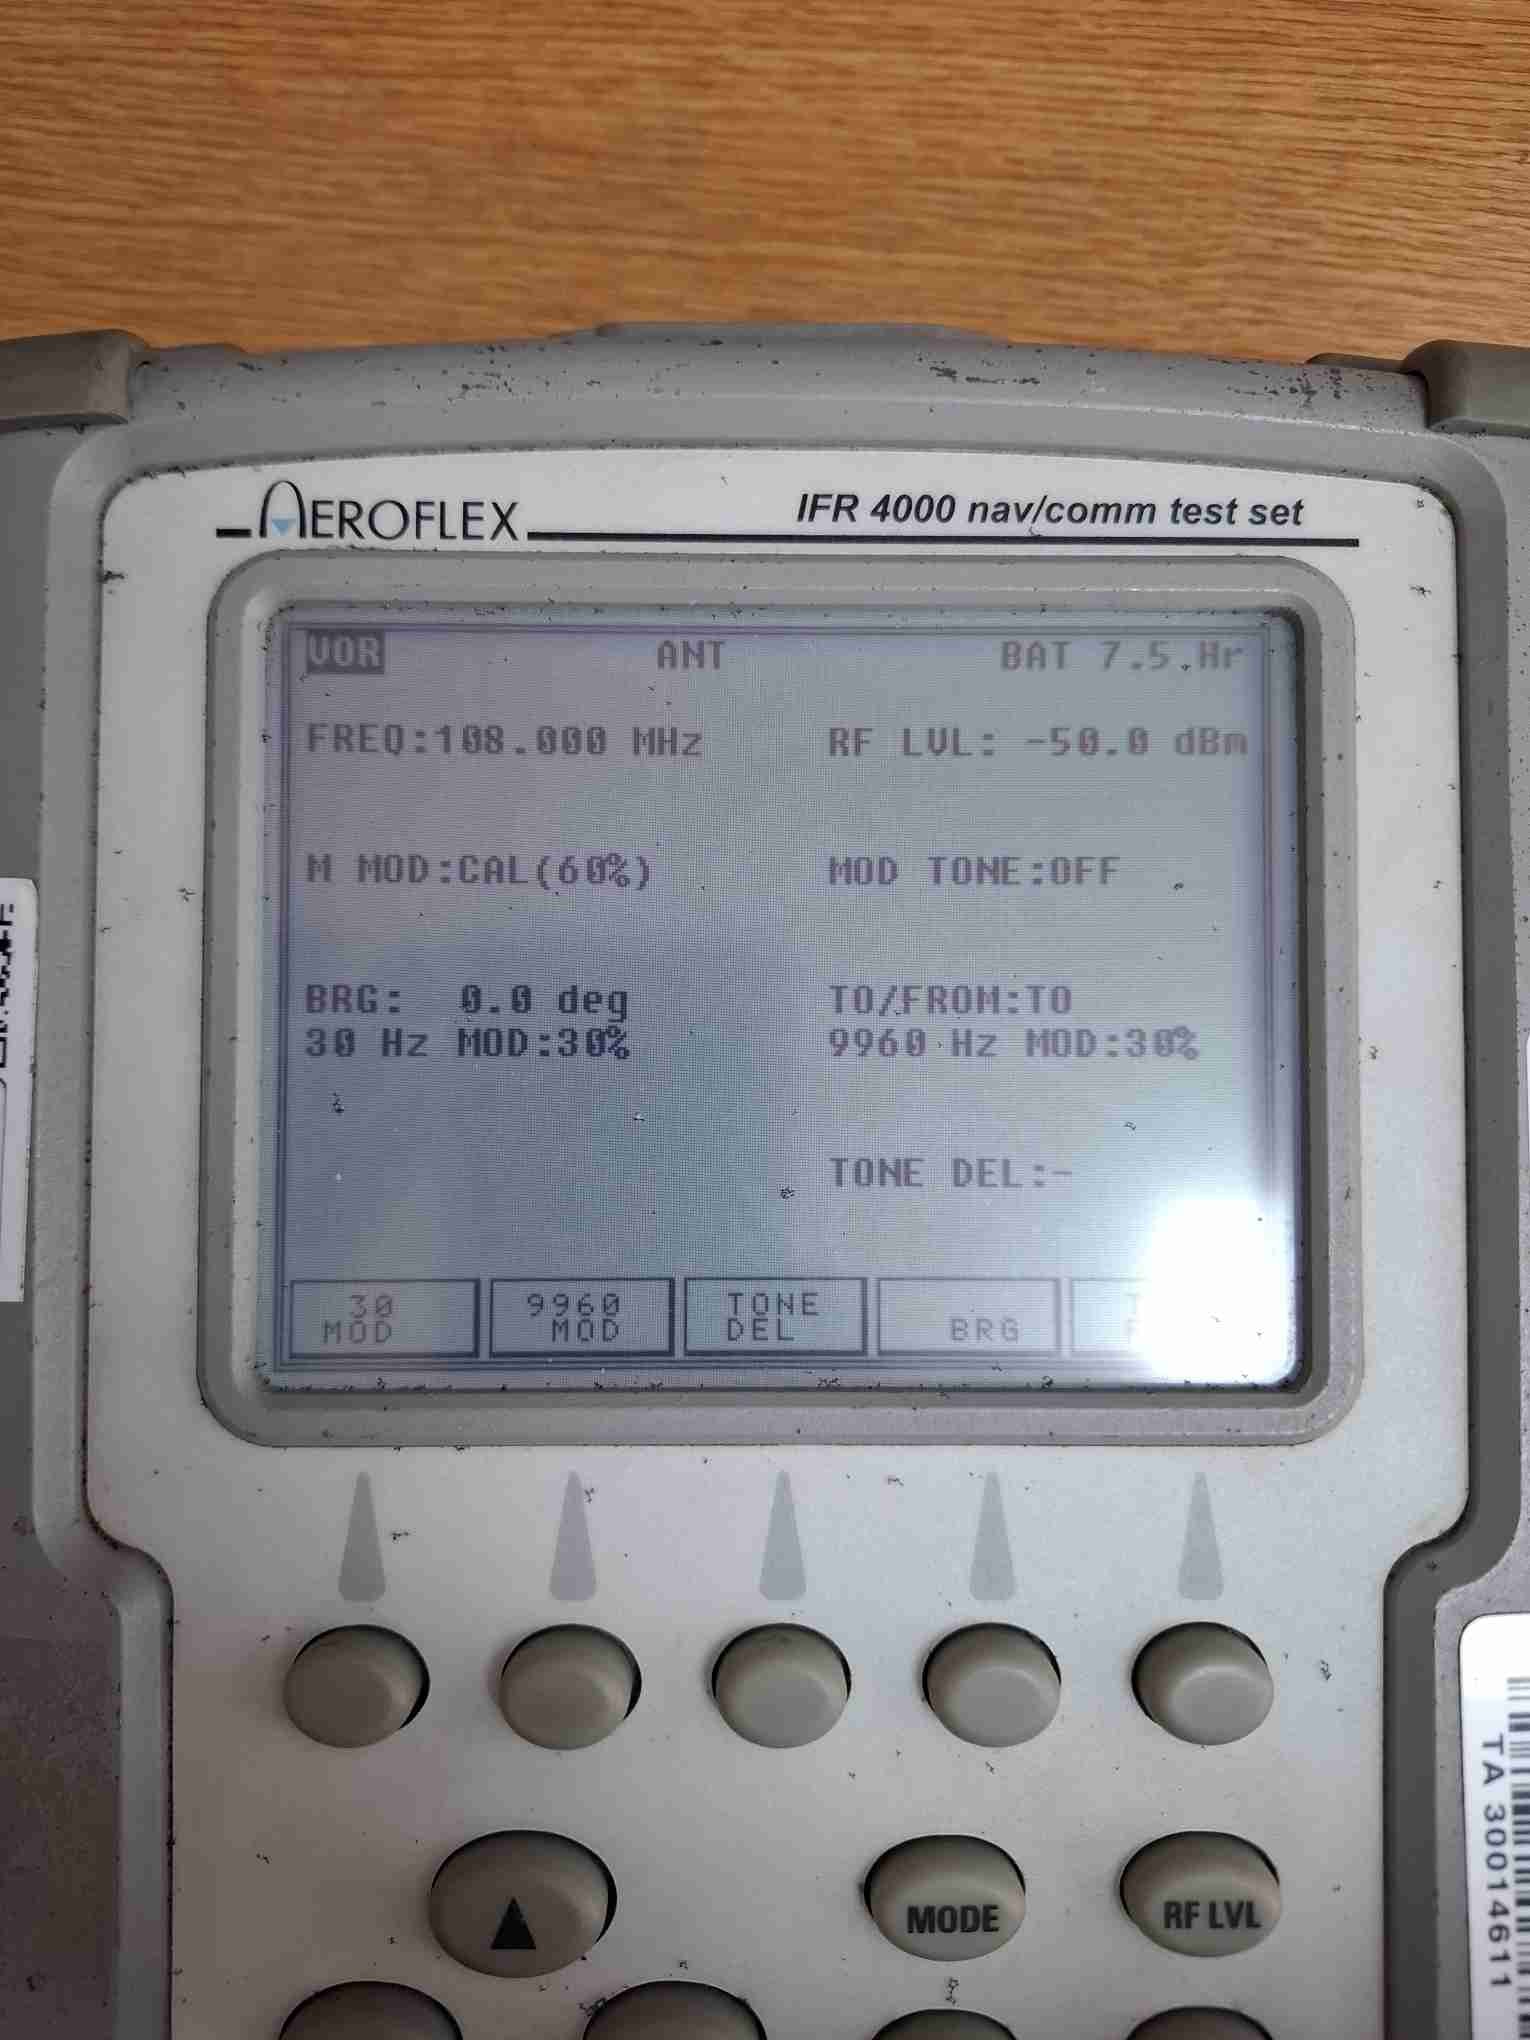 AEROFLEX
IFR 4000 nav/comm test set
VOR ANT BAT 7.5 Hr
FREQ:108.000 MHz RF LVL: -50.0 dBm
M MOD:CAL(60%) MOD TONE:OFF
BRG: 0.0 deg TO/FROM:TO
30 Hz MOD:30% 9960 Hz MOD:30%
TONE DEL:-
30
MOD
9960
MOD
TONE
DEL
BRG
MODE
RF LVL
TA 30014611